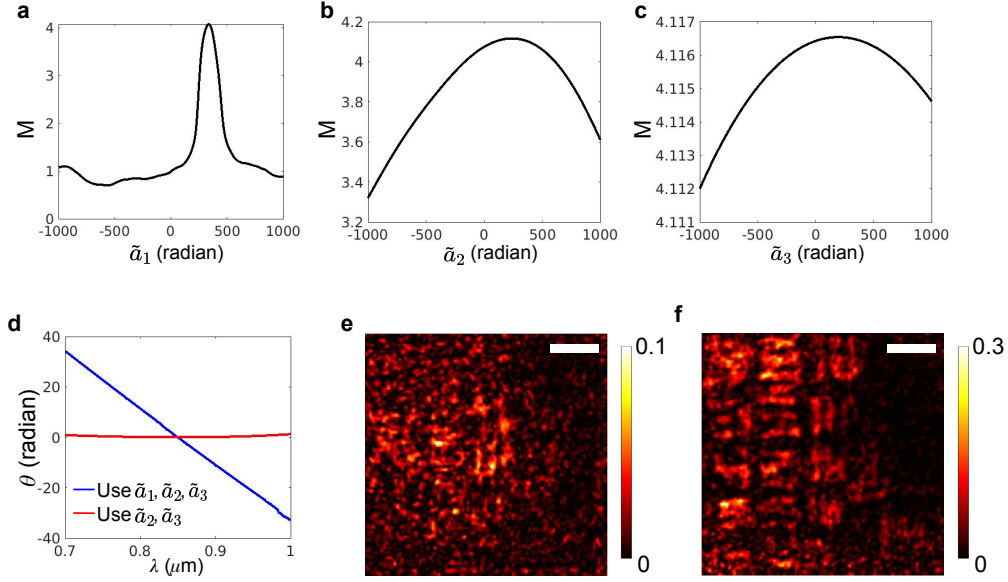 a
4
3
2
1
0
M
-1000 -500 0 500 1000
ã₁ (radian)
b
4.2
4
3.8
3.6
3.4
3.2
M
-1000 -500 0 500 1000
ã₂ (radian)
c
4.117
4.116
4.115
4.114
4.113
4.112
4.111
M
-1000 -500 0 500 1000
ã₃ (radian)
d
40
20
0
-20
-40
θ (radian)
Use ã₁, ã₂, ã₃
Use ã₂, ã₃
0.7 0.8 0.9 1
λ (μm)
e
0.1
0
f
0.3
0